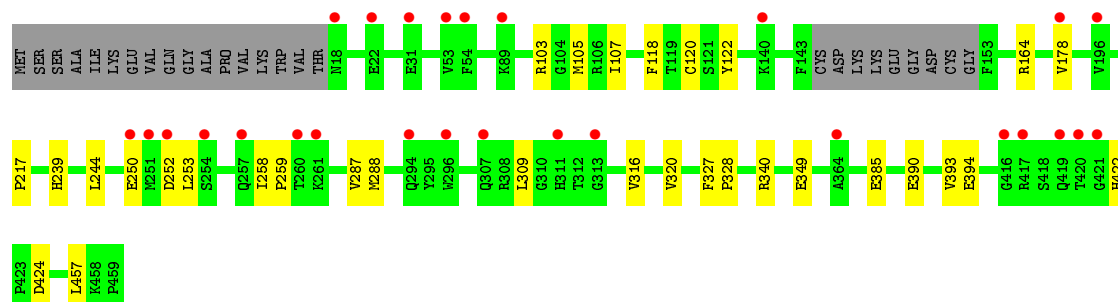 MET SER SER ALA ILE LYS GLU VAL GLN GLY ALA PRO VAL LYS TRP VAL THR N18 E22 E31 V53 F54 K89 R103 G104 M105 R106 I107 F118 T119 C120 S121 Y122 K140 F143 CYS ASP LYS LYS GLU GLY ASP CYS GLY F153 R164 V178 V196
P217 H239 L244 E250 M251 D252 L253 S254 Q257 I258 P259 T260 K261 V287 M288 Q294 Y295 W296 Q307 R308 L309 G310 H311 T312 G313 V316 V320 F327 P328 R340 E349 A364 E385 E390 V393 E394 G416 R417 S418 Q419 T420 G421 H422
P423 D424 L457 K458 P459